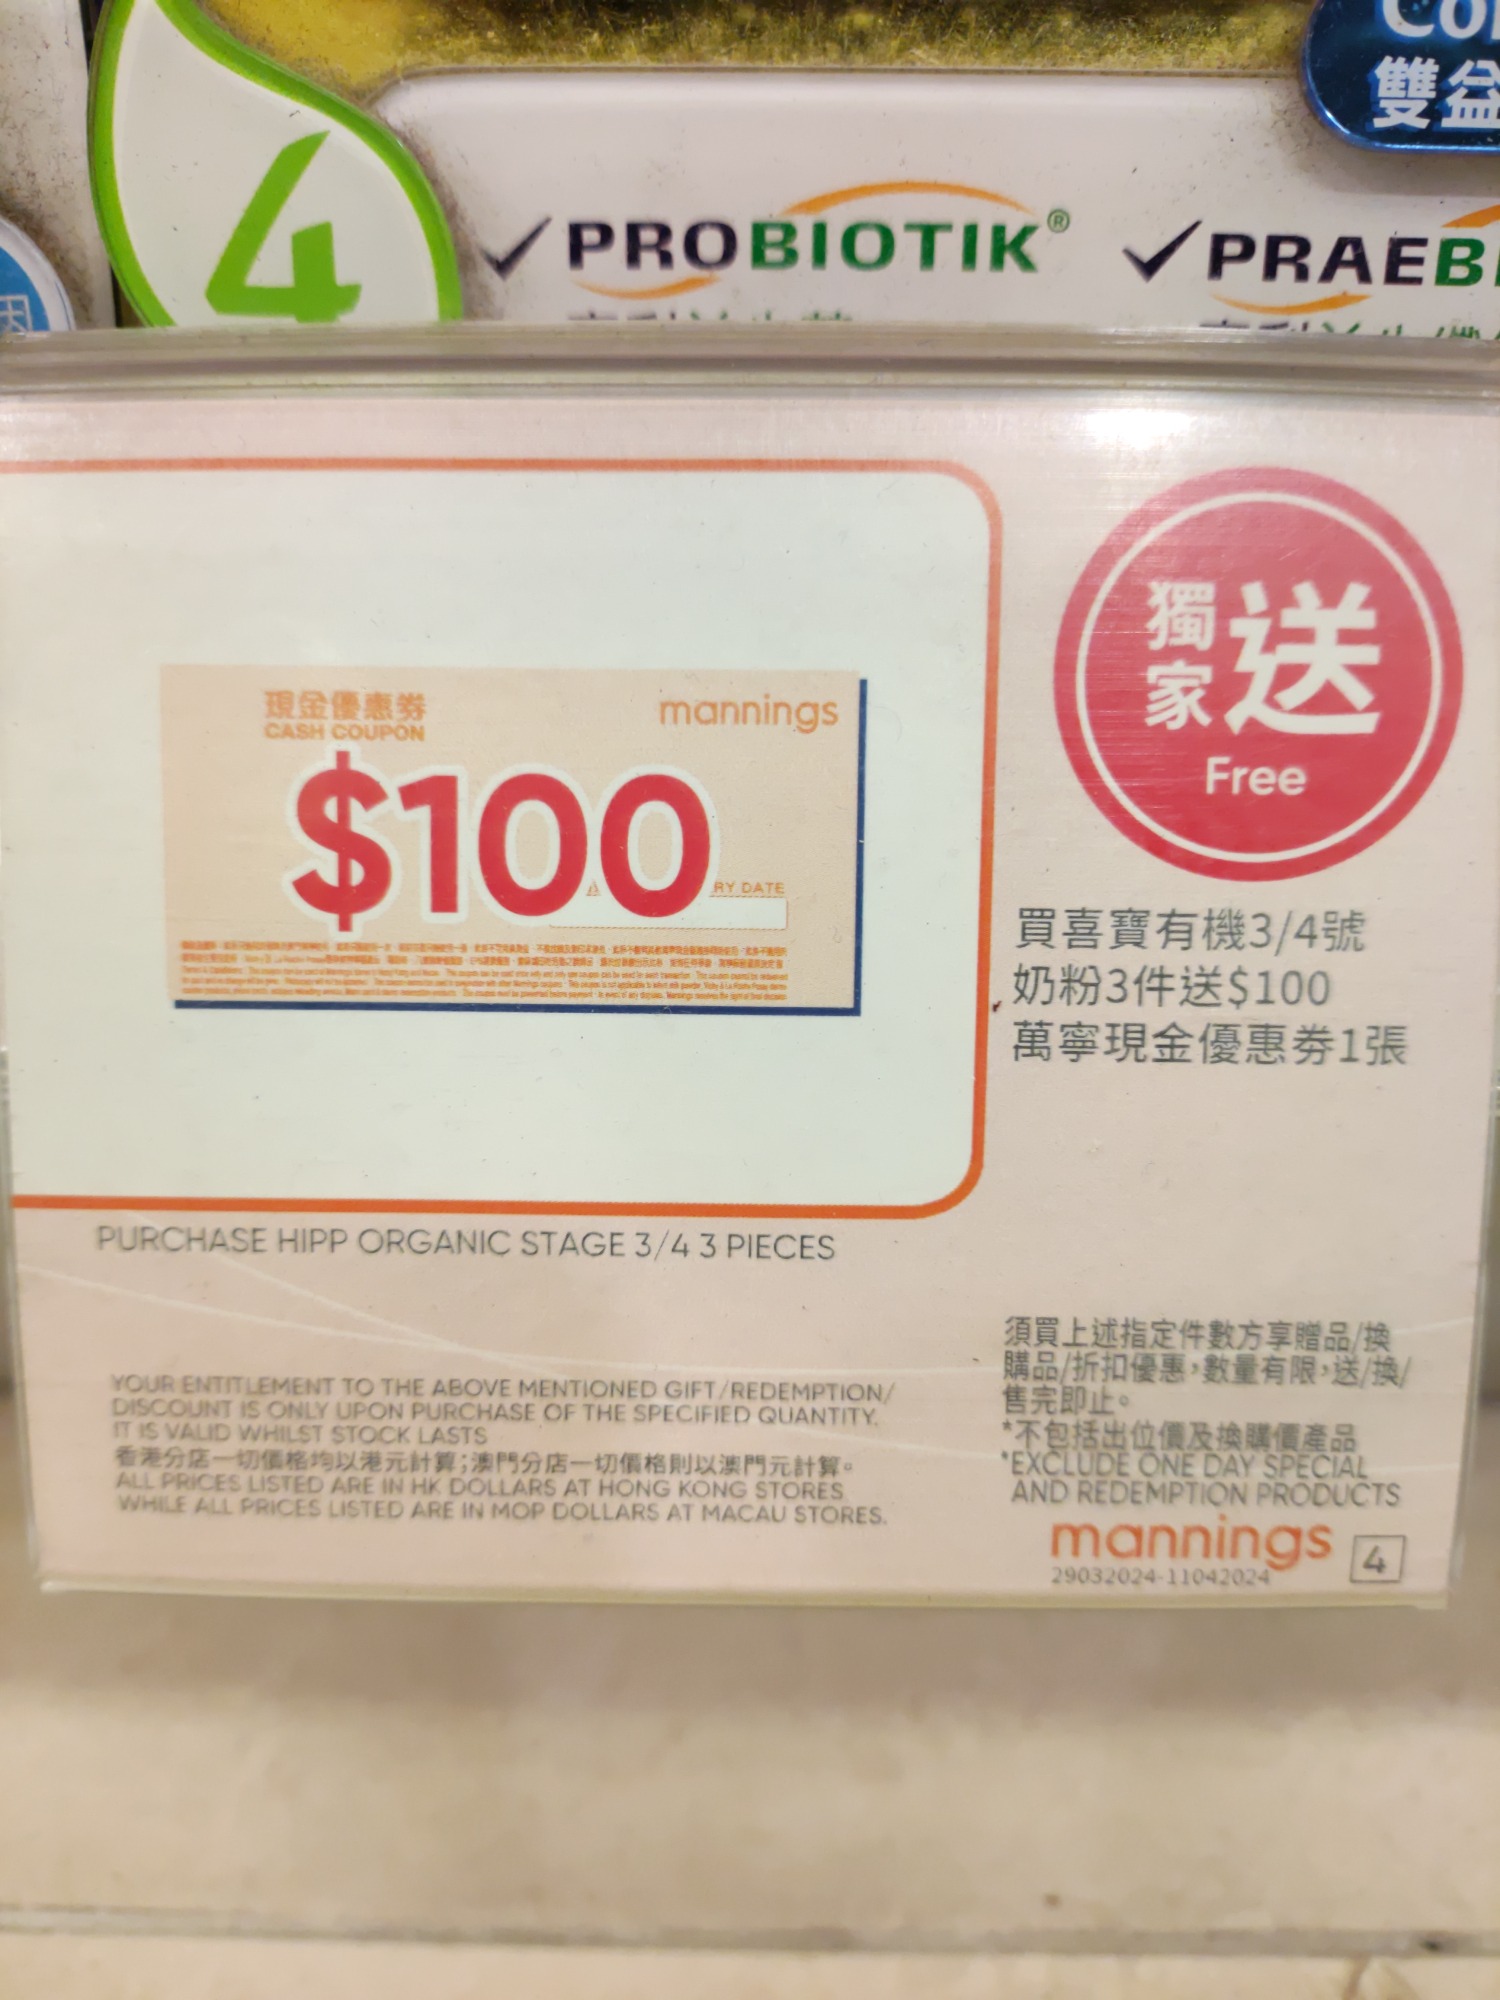 Co
雙益
4
PROBIOTIK®
PRAEB
因
現金優惠券
CASH COUPON
mannings
$100
RY DATE
獨家送
Free
買喜寶有機3/4號
奶粉3件送$100
萬寧現金優惠劵1張
PURCHASE HIPP ORGANIC STAGE 3/4 3 PIECES
YOUR ENTITLEMENT TO THE ABOVE MENTIONED GIFT/REDEMPTION/
DISCOUNT IS ONLY UPON PURCHASE OF THE SPECIFIED QUANTITY.
IT IS VALID WHILST STOCK LASTS
香港分店一切價格均以港元計算；澳門分店一切價格則以澳門元計算。
ALL PRICES LISTED ARE IN HK DOLLARS AT HONG KONG STORES
WHILE ALL PRICES LISTED ARE IN MOP DOLLARS AT MACAU STORES.
須買上述指定件數方享贈品/換
購品/折扣優惠，數量有限，送/換/
售完即止。
*不包括出位價及換購價產品
*EXCLUDE ONE DAY SPECIAL
AND REDEMPTION PRODUCTS
mannings 4
29032024-11042024